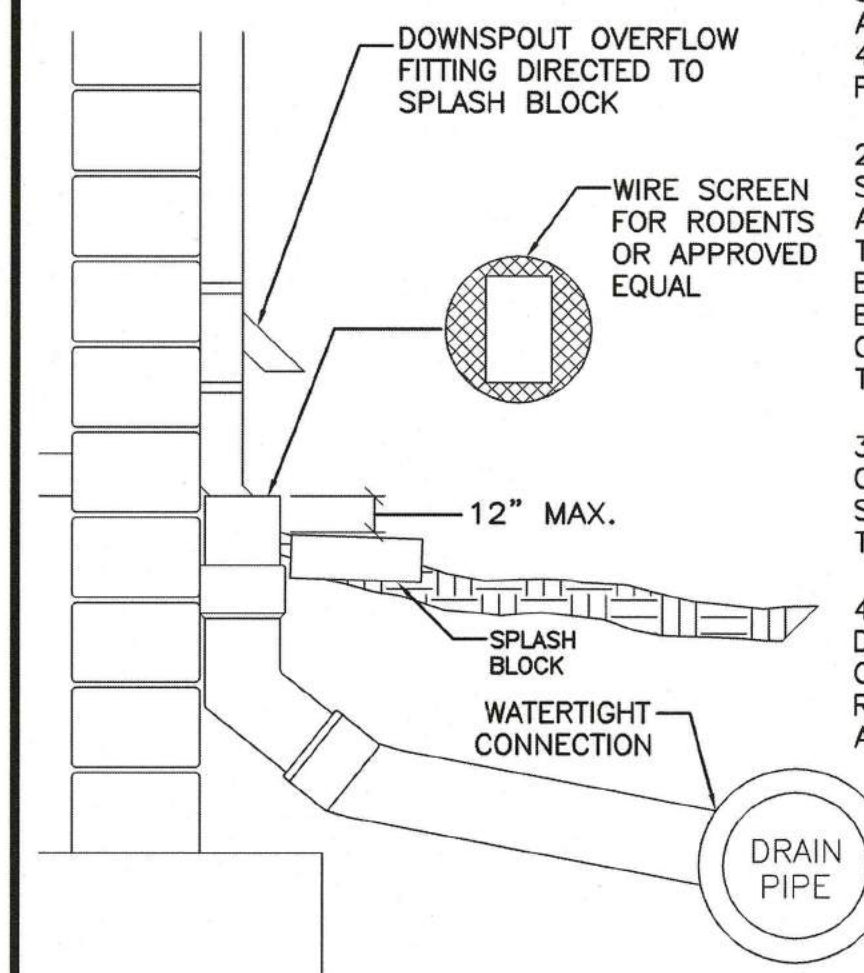 DOWNSPOUT OVERFLOW
FITTING DIRECTED TO
SPLASH BLOCK
WIRE SCREEN
FOR RODENTS
OR APPROVED
EQUAL
12" MAX.
SPLASH
BLOCK
WATERTIGHT
CONNECTION
DRAIN
PIPE